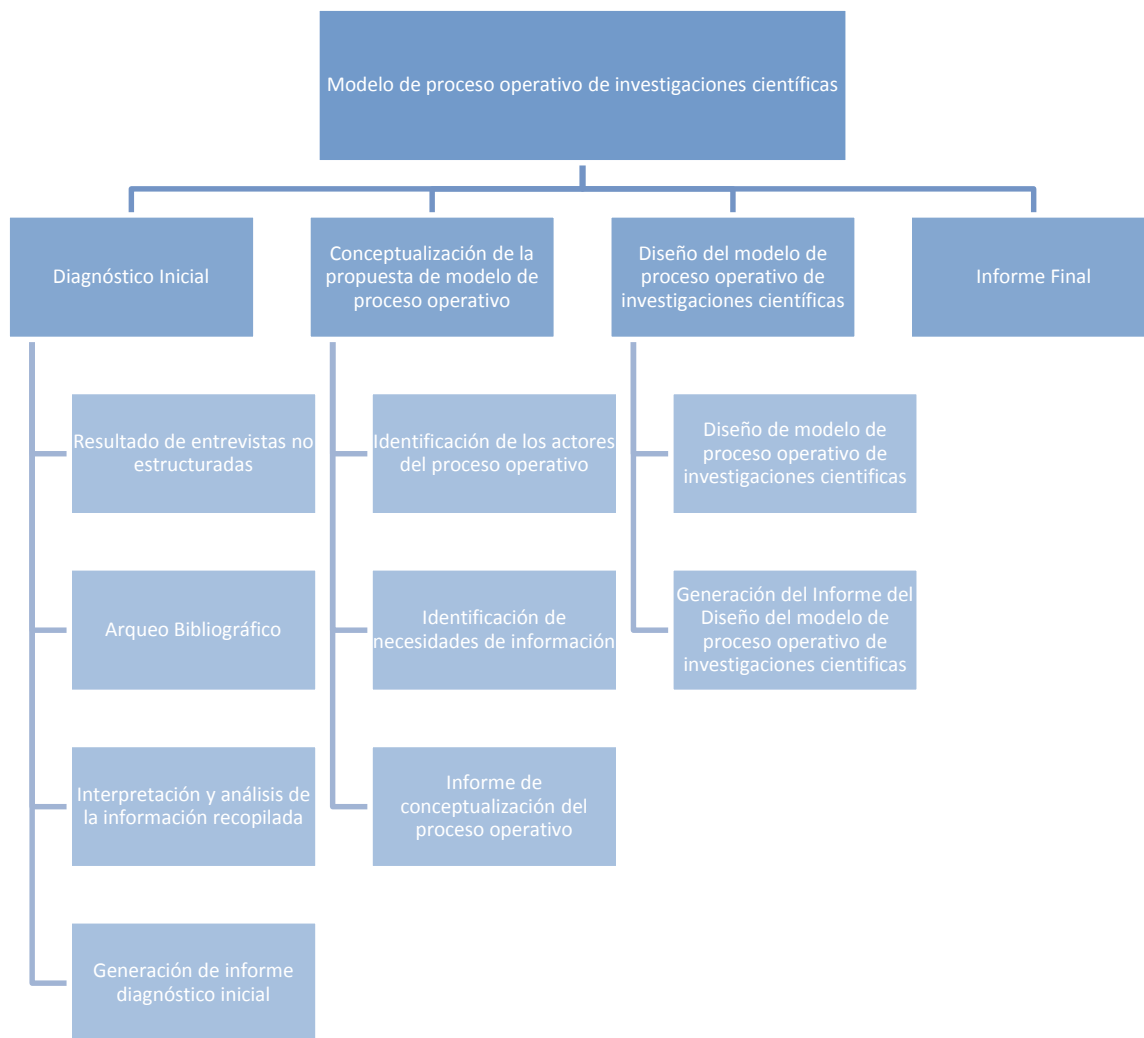 Modelo de proceso operativo de investigaciones científicas
Diagnóstico Inicial
Conceptualización de la
propuesta de modelo de
proceso operativo
Diseño del modelo de
proceso operativo de
investigaciones científicas
Informe Final
Resultado de entrevistas no
estructuradas
Arqueo Bibliográfico
Interpretación y análisis de
la información recopilada
Generación de informe
diagnóstico inicial
Identificación de los actores
del proceso operativo
Identificación de
necesidades de información
Informe de
conceptualización del
proceso operativo
Diseño de modelo de
proceso operativo de
investigaciones cientificas
Generación del Informe del
Diseño del modelo de
proceso operativo de
investigaciones cientificas